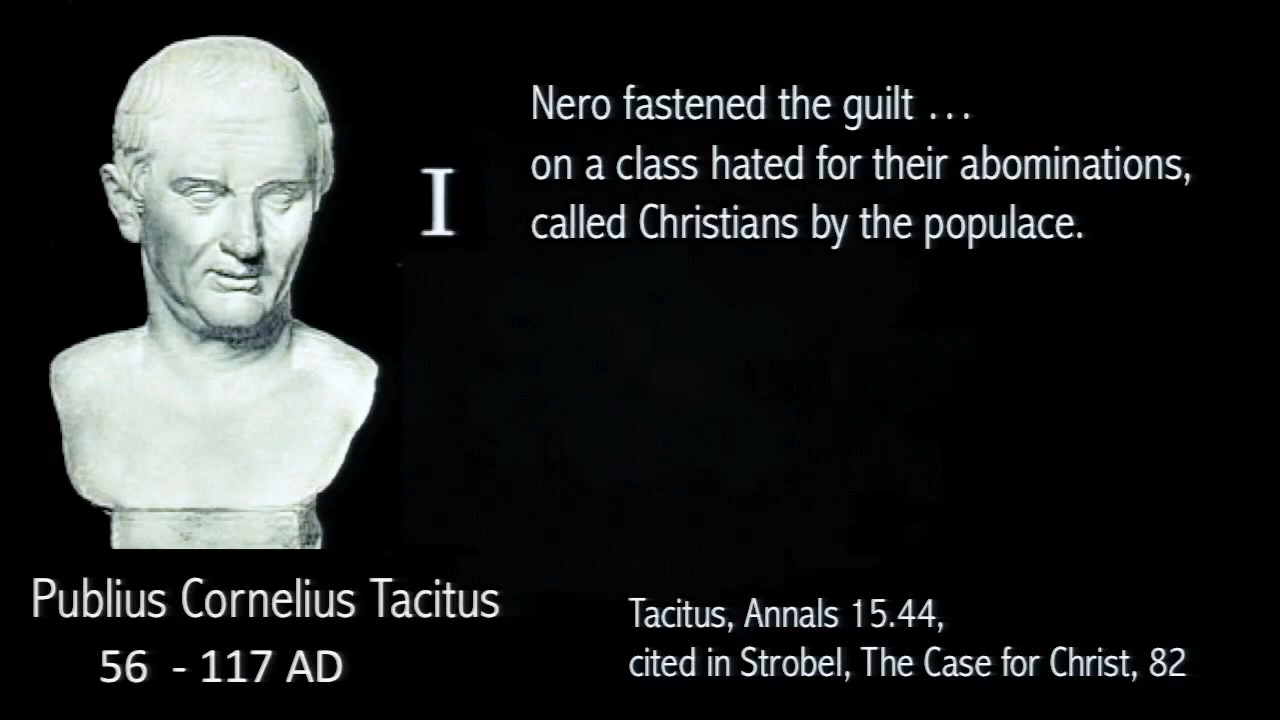 I
Nero fastened the guilt ...
on a class hated for their abominations,
called Christians by the populace.
Publius Cornelius Tacitus
56 - 117 AD
Tacitus, Annals 15.44,
cited in Strobel, The Case for Christ, 82